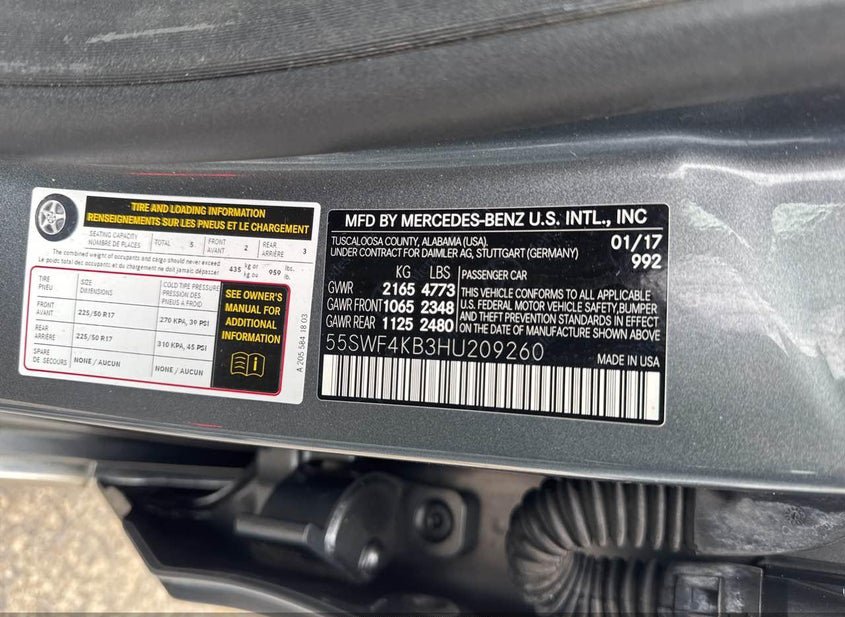 TIRE AND LOADING INFORMATION
RENSEIGNEMENTS SUR LES PNEUS ET LE CHARGEMENT
SEATING CAPACITY
NOMBRE DE PLACES
TOTAL 5
FRONT
AVANT 2
REAR
ARRIÈRE 3
The combined weight of occupants and cargo should never exceed
Le poids total des occupants et du chargement ne doit jamais dépasser
435 kg or
kg ou
959 lbs.
lb.
TIRE
PNEU
SIZE
DIMENSIONS
COLD TIRE PRESSURE
PRESSION DES
PNEUS A FROID
FRONT
AVANT
225/50 R17
270 KPA, 39 PSI
REAR
ARRIÈRE
225/50 R17
310 KPA, 45 PSI
SPARE
DE SECOURS
NONE / AUCUN
NONE / AUCUN
SEE OWNER'S
MANUAL FOR
ADDITIONAL
INFORMATION
A 205 584 18 03
MFD BY MERCEDES-BENZ U.S. INTL., INC
TUSCALOOSA COUNTY, ALABAMA (USA). 01/17
UNDER CONTRACT FOR DAIMLER AG, STUTTGART (GERMANY) 992
KG LBS
GVWR 2165 4773
GAWR FRONT 1065 2348
GAWR REAR 1125 2480
PASSENGER CAR
THIS VEHICLE CONFORMS TO ALL APPLICABLE
U.S. FEDERAL MOTOR VEHICLE SAFETY, BUMPER
AND THEFT PREVENTION STANDARDS IN EFFECT
ON THE DATE OF MANUFACTURE SHOWN ABOVE
55SWF4KB3HU209260
MADE IN USA